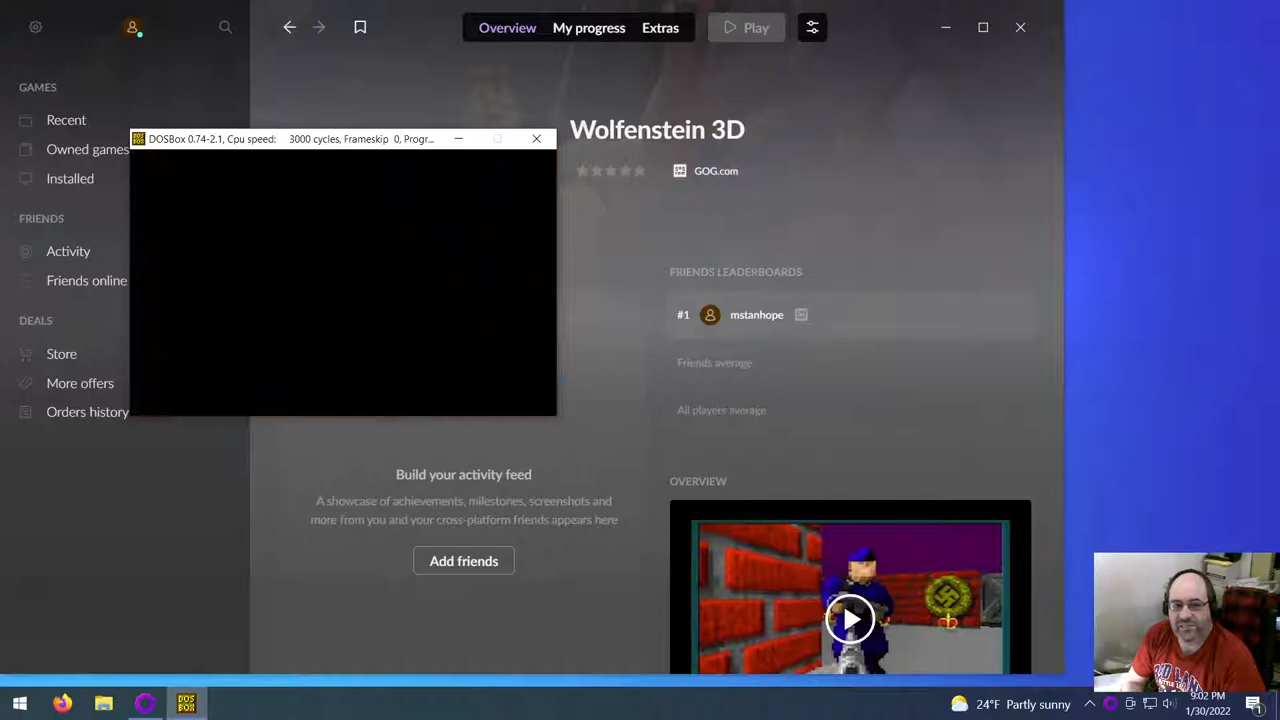 Overview
My progress
Extras
Play
GAMES
Recent
Owned games
Installed
FRIENDS
Activity
Friends online
DEALS
Store
More offers
Orders history
DOSBox 0.74-2.1, Cpu speed: 3000 cycles, Frameskip 0, Progr...
Wolfenstein 3D
GOG.com
FRIENDS LEADERBOARDS
#1 mstanhope
Friends average
All players average
Build your activity feed
A showcase of achievements, milestones, screenshots and
more from you and your cross-platform friends appears here
Add friends
OVERVIEW
DOS
BOX
24°F Partly sunny
9:02 PM
1/30/2022
1